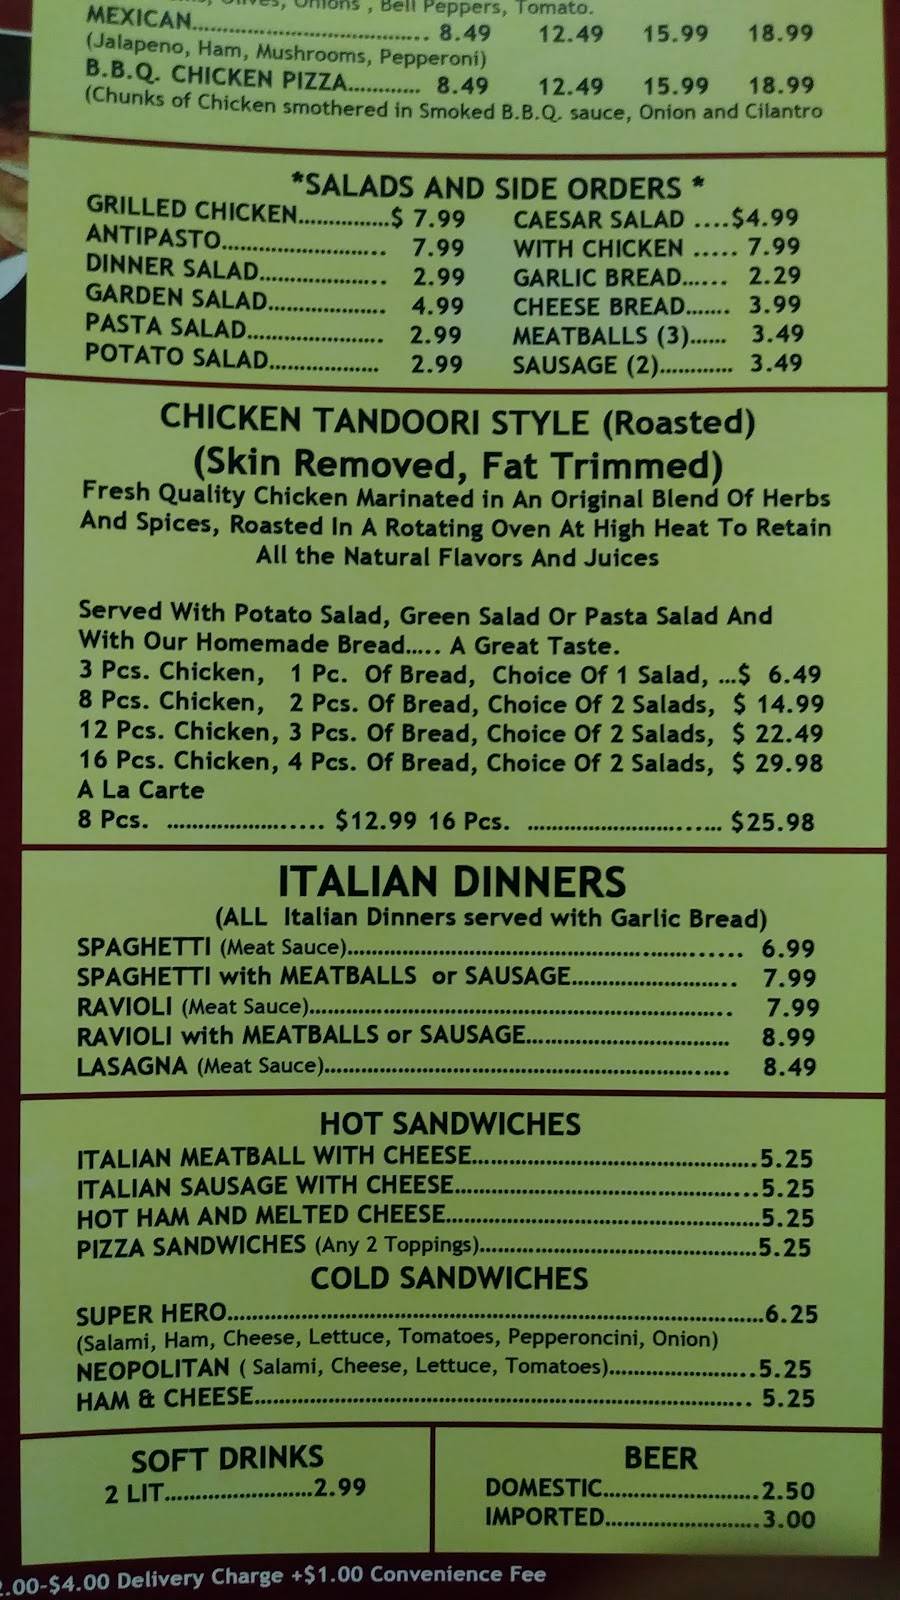 Onions , Bell Peppers, Tomato.
MEXICAN.................................... 8.49 12.49 15.99 18.99
(Jalapeno, Ham, Mushrooms, Pepperoni)
B.B.Q. CHICKEN PIZZA............ 8.49 12.49 15.99 18.99
(Chunks of Chicken smothered in Smoked B.B.Q. sauce, Onion and Cilantro
*SALADS AND SIDE ORDERS *
GRILLED CHICKEN...............$ 7.99 CAESAR SALAD ....$4.99
ANTIPASTO........................... 7.99 WITH CHICKEN ..... 7.99
DINNER SALAD..................... 2.99 GARLIC BREAD...... 2.29
GARDEN SALAD................... 4.99 CHEESE BREAD....... 3.99
PASTA SALAD...................... 2.99 MEATBALLS (3)...... 3.49
POTATO SALAD.................. 2.99 SAUSAGE (2)............ 3.49
CHICKEN TANDOORI STYLE (Roasted)
(Skin Removed, Fat Trimmed)
Fresh Quality Chicken Marinated in An Original Blend Of Herbs
And Spices, Roasted In A Rotating Oven At High Heat To Retain
All the Natural Flavors And Juices
Served With Potato Salad, Green Salad Or Pasta Salad And
With Our Homemade Bread..... A Great Taste.
3 Pcs. Chicken, 1 Pc. Of Bread, Choice Of 1 Salad, ...$ 6.49
8 Pcs. Chicken, 2 Pcs. Of Bread, Choice Of 2 Salads, $ 14.99
12 Pcs. Chicken, 3 Pcs. Of Bread, Choice Of 2 Salads, $ 22.49
16 Pcs. Chicken, 4 Pcs. Of Bread, Choice Of 2 Salads, $ 29.98
A La Carte
8 Pcs. .......................... $12.99 16 Pcs. ................................ $25.98
ITALIAN DINNERS
(ALL Italian Dinners served with Garlic Bread)
SPAGHETTI (Meat Sauce)................................................................ 6.99
SPAGHETTI with MEATBALLS or SAUSAGE........................... 7.99
RAVIOLI (Meat Sauce)..................................................................... 7.99
RAVIOLI with MEATBALLS or SAUSAGE................................. 8.99
LASAGNA (Meat Sauce).................................................................. 8.49
HOT SANDWICHES
ITALIAN MEATBALL WITH CHEESE...............................................5.25
ITALIAN SAUSAGE WITH CHEESE..................................................5.25
HOT HAM AND MELTED CHEESE....................................................5.25
PIZZA SANDWICHES (Any 2 Toppings).............................................5.25
COLD SANDWICHES
SUPER HERO.......................................................................................6.25
(Salami, Ham, Cheese, Lettuce, Tomatoes, Pepperoncini, Onion)
NEOPOLITAN ( Salami, Cheese, Lettuce, Tomatoes)........................5.25
HAM & CHEESE................................................................................. 5.25
SOFT DRINKS
2 LIT........................2.99
BEER
DOMESTIC.........................2.50
IMPORTED.........................3.00
.00-$4.00 Delivery Charge +$1.00 Convenience Fee